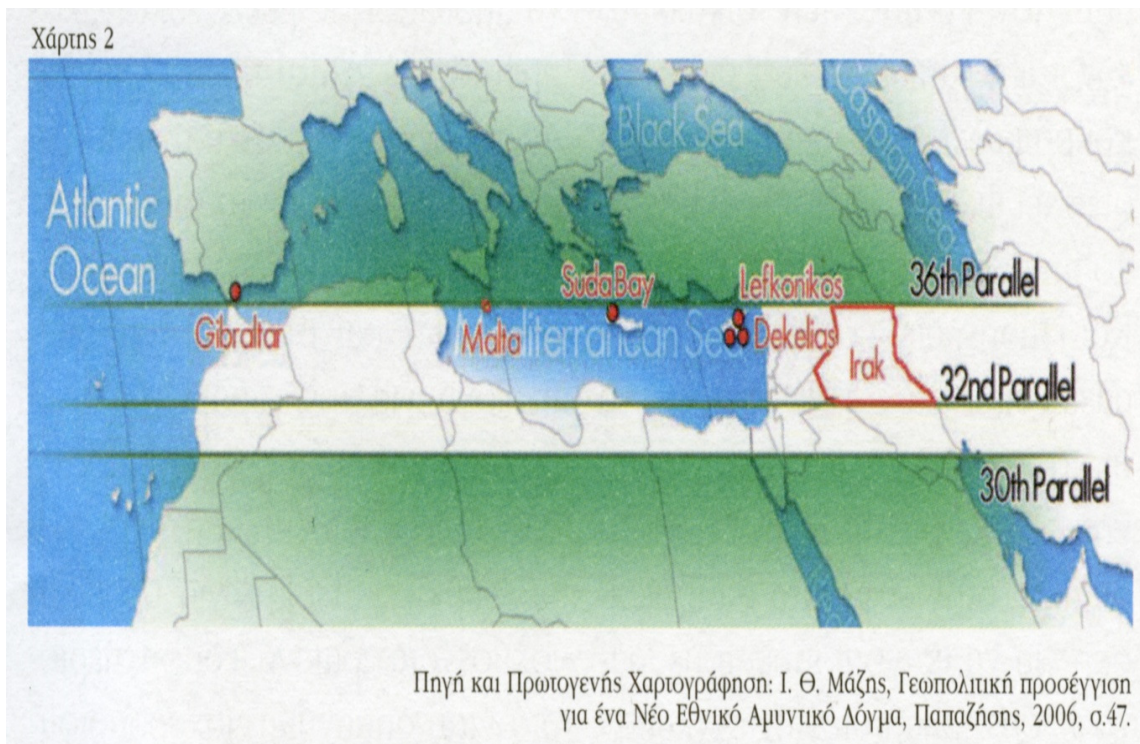 Χάρτης 2
Black Sea
Caspian Sea
Atlantic
Ocean
Suda Bay
Lefkonikos
36th Parallel
Gibraltar
Malta
Mediterranean Sea
Dekelias
Irak
32nd Parallel
30th Parallel
Πηγή και Πρωτογενής Χαρτογράφηση: Ι. Θ. Μάζης, Γεωπολιτική προσέγγιση
για ένα Νέο Εθνικό Αμυντικό Δόγμα, Παπαζήσης, 2006, σ.47.